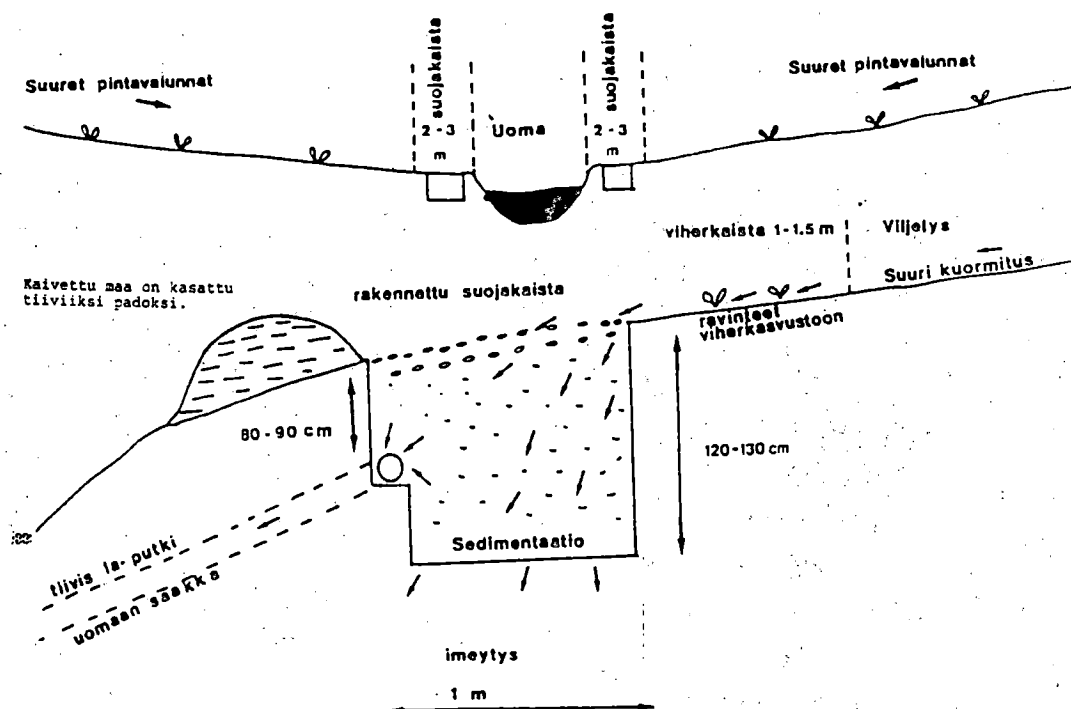 Suuret pintavalunnat
suojakaista
2-3
m
Uoma
suojakaista
2-3
m
Suuret pintavalunnat
viherkaista 1-1.5 m
Viljelys
Suuri kuormitus
Kaivettu maa on kasattu
tiiviiksi padoksi.
rakennettu suojakaista
ravinteet
viherkasvustoon
80-90 cm
120-130 cm
Sedimentaatio
tiivis la-putki
uomaan saakka
imeytys
1 m